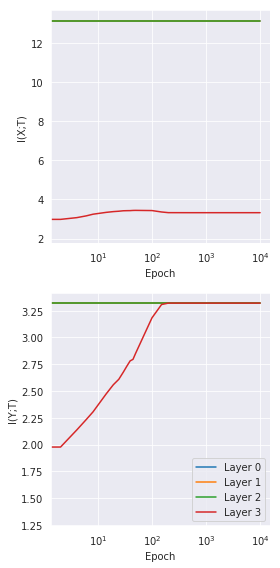 I(X;T)
12
10
8
6
4
2
10¹ 10² 10³ 10⁴
Epoch
I(Y;T)
3.25
3.00
2.75
2.50
2.25
2.00
1.75
1.50
1.25
Layer 0
Layer 1
Layer 2
Layer 3
10¹ 10² 10³ 10⁴
Epoch